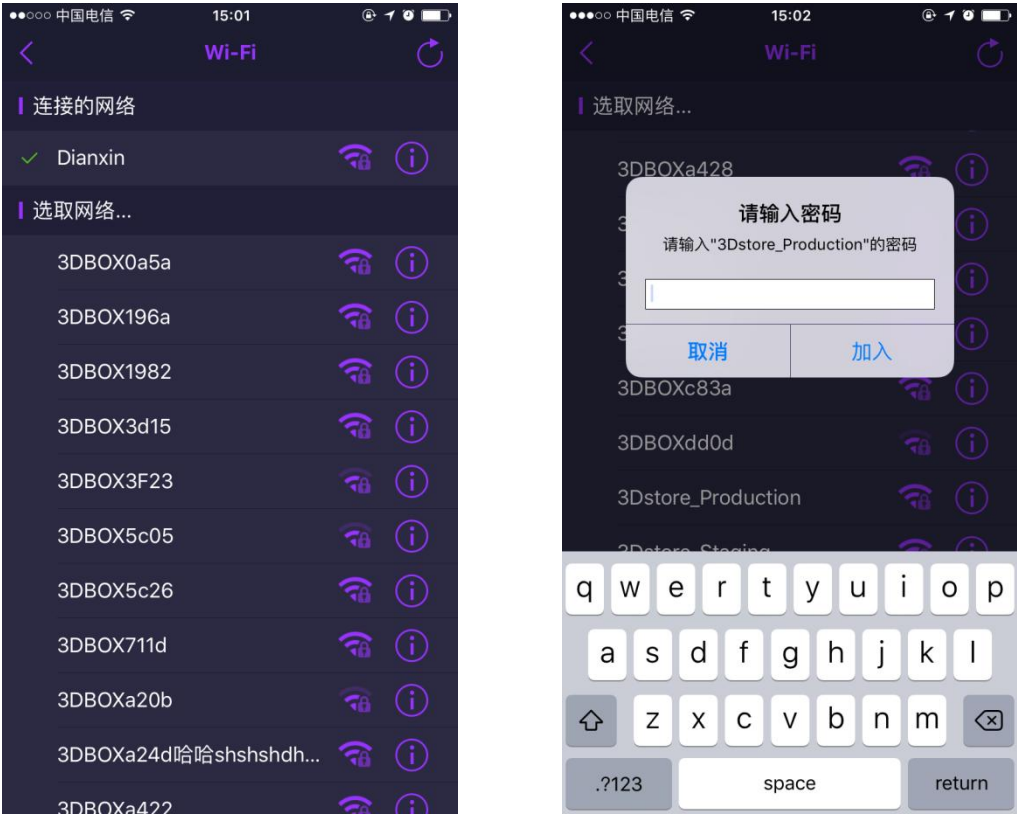 中国电信 15:01
Wi-Fi
连接的网络
Dianxin
选取网络...
3DBOX0a5a
3DBOX196a
3DBOX1982
3DBOX3d15
3DBOX3F23
3DBOX5c05
3DBOX5c26
3DBOX711d
3DBOXa20b
3DBOXa24d哈哈shshshdh...
3DBOXa422
中国电信 15:02
Wi-Fi
选取网络...
3DBOXa428
请输入密码
请输入"3Dstore_Production"的密码
取消 加入
3DBOXc83a
3DBOXdd0d
3Dstore_Production
3Dstore_Staging
q w e r t y u i o p
a s d f g h j k l
z x c v b n m
.?123 space return